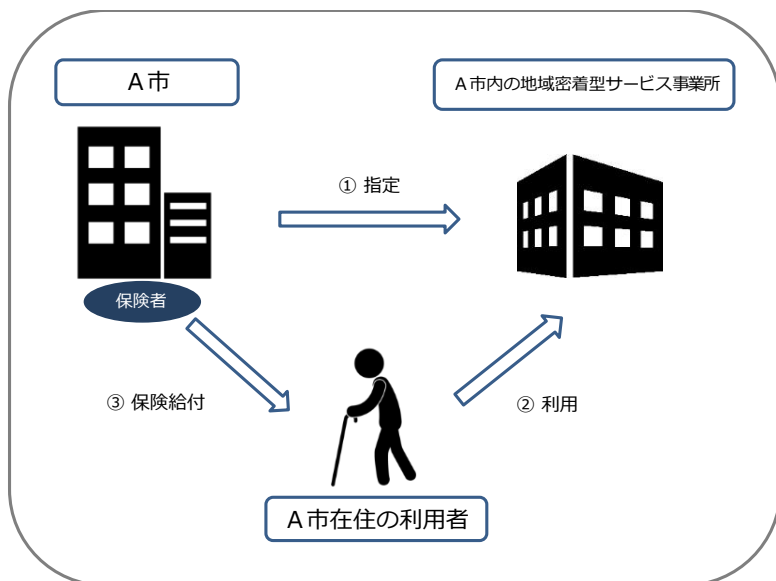 A市
A市内の地域密着型サービス事業所
① 指定
保険者
③ 保険給付
② 利用
A市在住の利用者